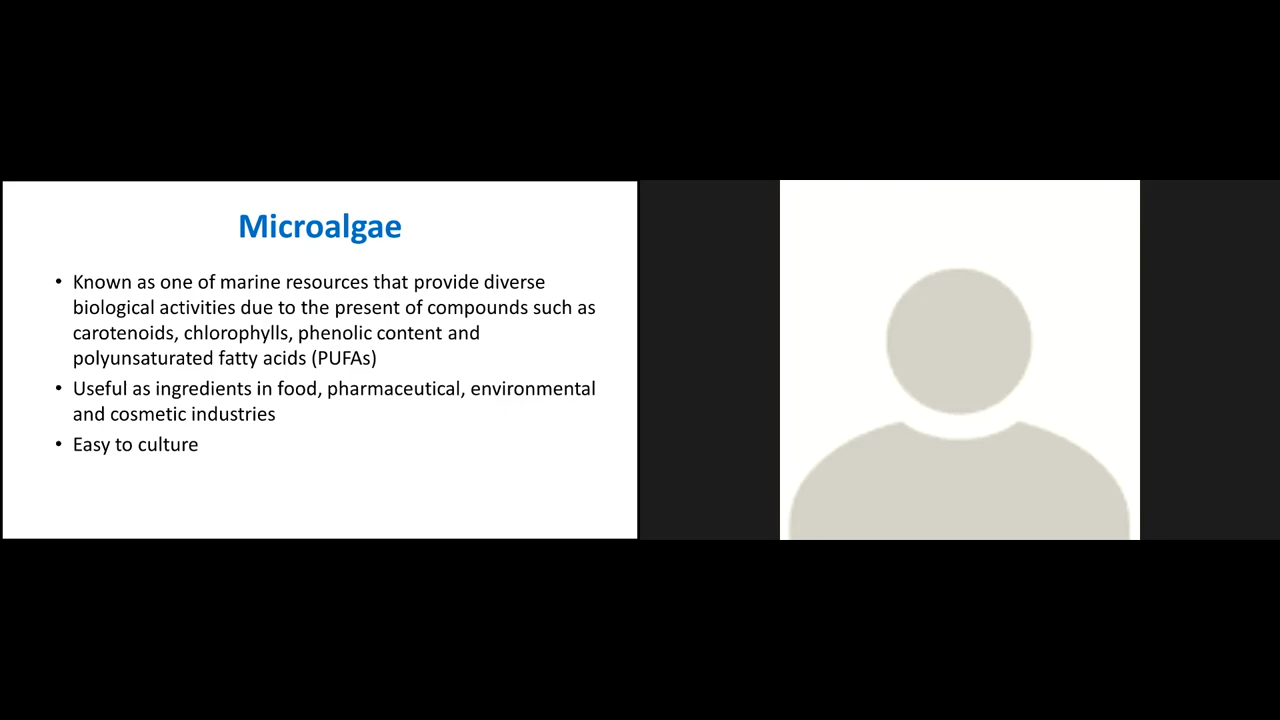 Microalgae
• Known as one of marine resources that provide diverse
biological activities due to the present of compounds such as
carotenoids, chlorophylls, phenolic content and
polyunsaturated fatty acids (PUFAs)
• Useful as ingredients in food, pharmaceutical, environmental
and cosmetic industries
• Easy to culture